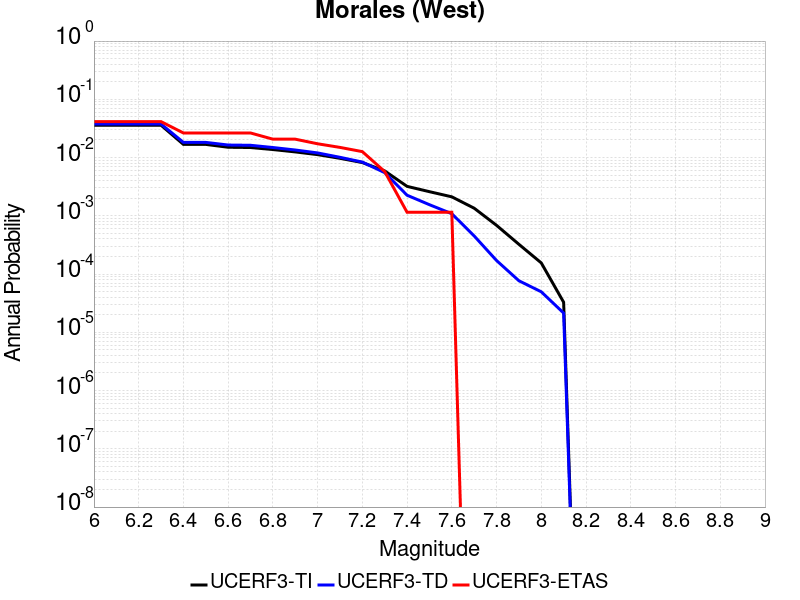 Morales (West)
10^0
10^-1
10^-2
10^-3
10^-4
10^-5
10^-6
10^-7
10^-8
Annual Probability
6 6.2 6.4 6.6 6.8 7 7.2 7.4 7.6 7.8 8 8.2 8.4 8.6 8.8 9
Magnitude
UCERF3-TI UCERF3-TD UCERF3-ETAS